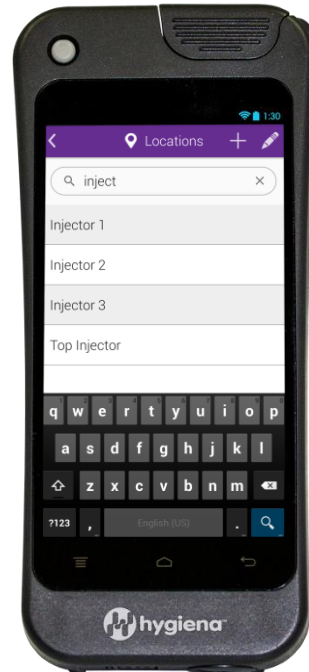 1:30
Locations
inject
Injector 1
Injector 2
Injector 3
Top Injector
q w e r t y u i o p
a s d f g h j k l
z x c v b n m
?123 , English (US) .
hygiena